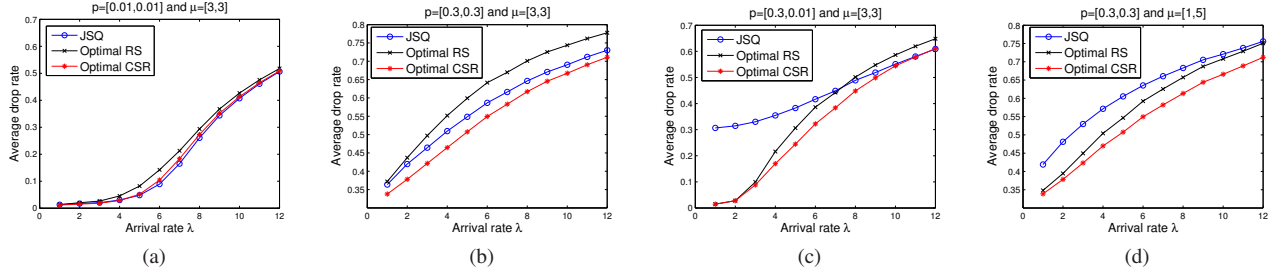 p=[0.01,0.01] and μ=[3,3]
Average drop rate
0.6
0.5
0.4
0.3
0.2
0.1
0
JSQ
Optimal RS
Optimal CSR
0 2 4 6 8 10 12
Arrival rate λ
(a)
p=[0.3,0.3] and μ=[3,3]
Average drop rate
0.8
0.75
0.7
0.65
0.6
0.55
0.5
0.45
0.4
0.35
JSQ
Optimal RS
Optimal CSR
0 2 4 6 8 10 12
Arrival rate λ
(b)
p=[0.3,0.01] and μ=[3,3]
Average drop rate
0.7
0.6
0.5
0.4
0.3
0.2
0.1
0
JSQ
Optimal RS
Optimal CSR
0 2 4 6 8 10 12
Arrival rate λ
(c)
p=[0.3,0.3] and μ=[1,5]
Average drop rate
0.8
0.75
0.7
0.65
0.6
0.55
0.5
0.45
0.4
0.35
JSQ
Optimal RS
Optimal CSR
0 2 4 6 8 10 12
Arrival rate λ
(d)